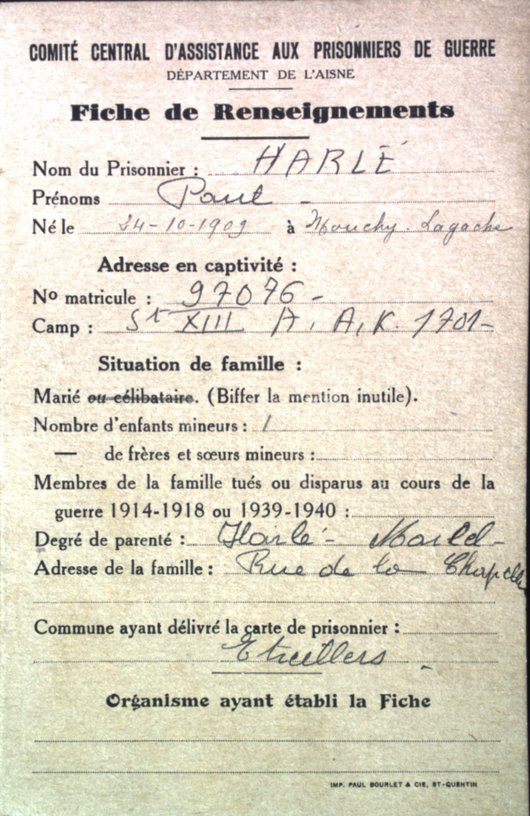 COMITÉ CENTRAL D'ASSISTANCE AUX PRISONNIERS DE GUERRE
DÉPARTEMENT DE L'AISNE
Fiche de Renseignements
Nom du Prisonnier : HARLÉ
Prénoms Paul -
Né le 24-10-1909 à Monchy-Lagache
Adresse en captivité :
No matricule : 97076 -
Camp : St XIII A. A.K. 1701-
Situation de famille :
Marié ou célibataire. (Biffer la mention inutile).
Nombre d'enfants mineurs : 1
— de frères et sœurs mineurs :
Membres de la famille tués ou disparus au cours de la
guerre 1914-1918 ou 1939-1940 :
Degré de parenté : Harlé -
Adresse de la famille : Rue de la Chapelle
Commune ayant délivré la carte de prisonnier :
Etreillers -
Organisme ayant établi la Fiche
IMP. PAUL BOURLET & CIE, ST-QUENTIN